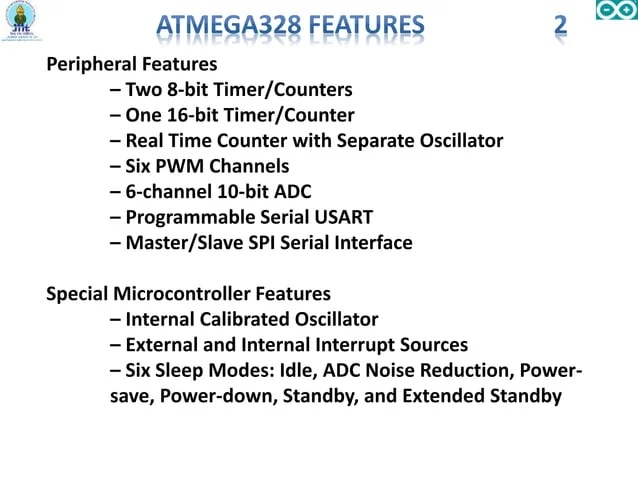 ATMEGA328 FEATURES 2
Peripheral Features
– Two 8-bit Timer/Counters
– One 16-bit Timer/Counter
– Real Time Counter with Separate Oscillator
– Six PWM Channels
– 6-channel 10-bit ADC
– Programmable Serial USART
– Master/Slave SPI Serial Interface
Special Microcontroller Features
– Internal Calibrated Oscillator
– External and Internal Interrupt Sources
– Six Sleep Modes: Idle, ADC Noise Reduction, Power-
save, Power-down, Standby, and Extended Standby